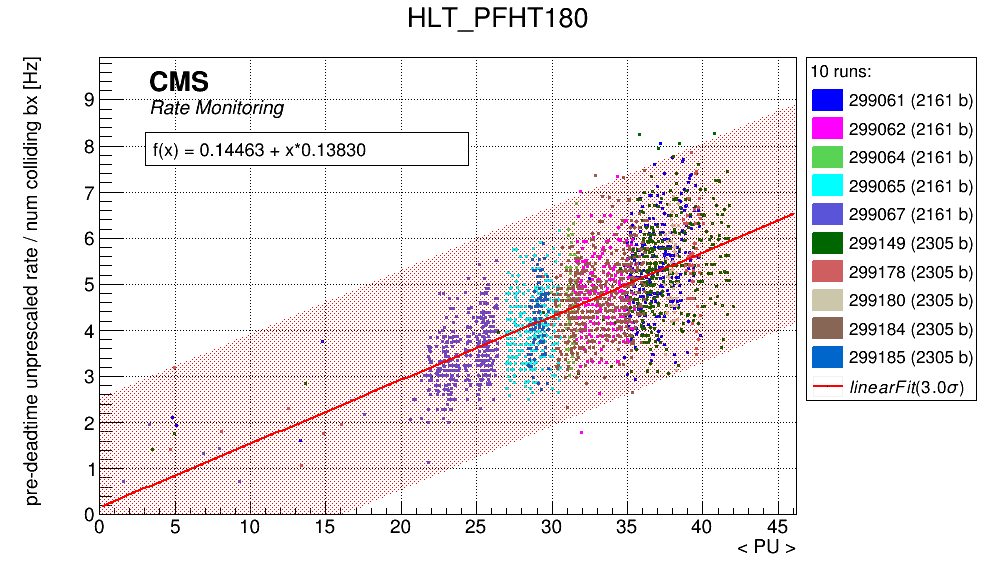 HLT_PFHT180
pre-deadtime unprescaled rate / num colliding bx [Hz]
CMS
Rate Monitoring
f(x) = 0.14463 + x*0.13830
9
8
7
6
5
4
3
2
1
0
0 5 10 15 20 25 30 35 40 45
< PU >
10 runs:
299061 (2161 b)
299062 (2161 b)
299064 (2161 b)
299065 (2161 b)
299067 (2161 b)
299149 (2305 b)
299178 (2305 b)
299180 (2305 b)
299184 (2305 b)
299185 (2305 b)
linearFit(3.0σ)